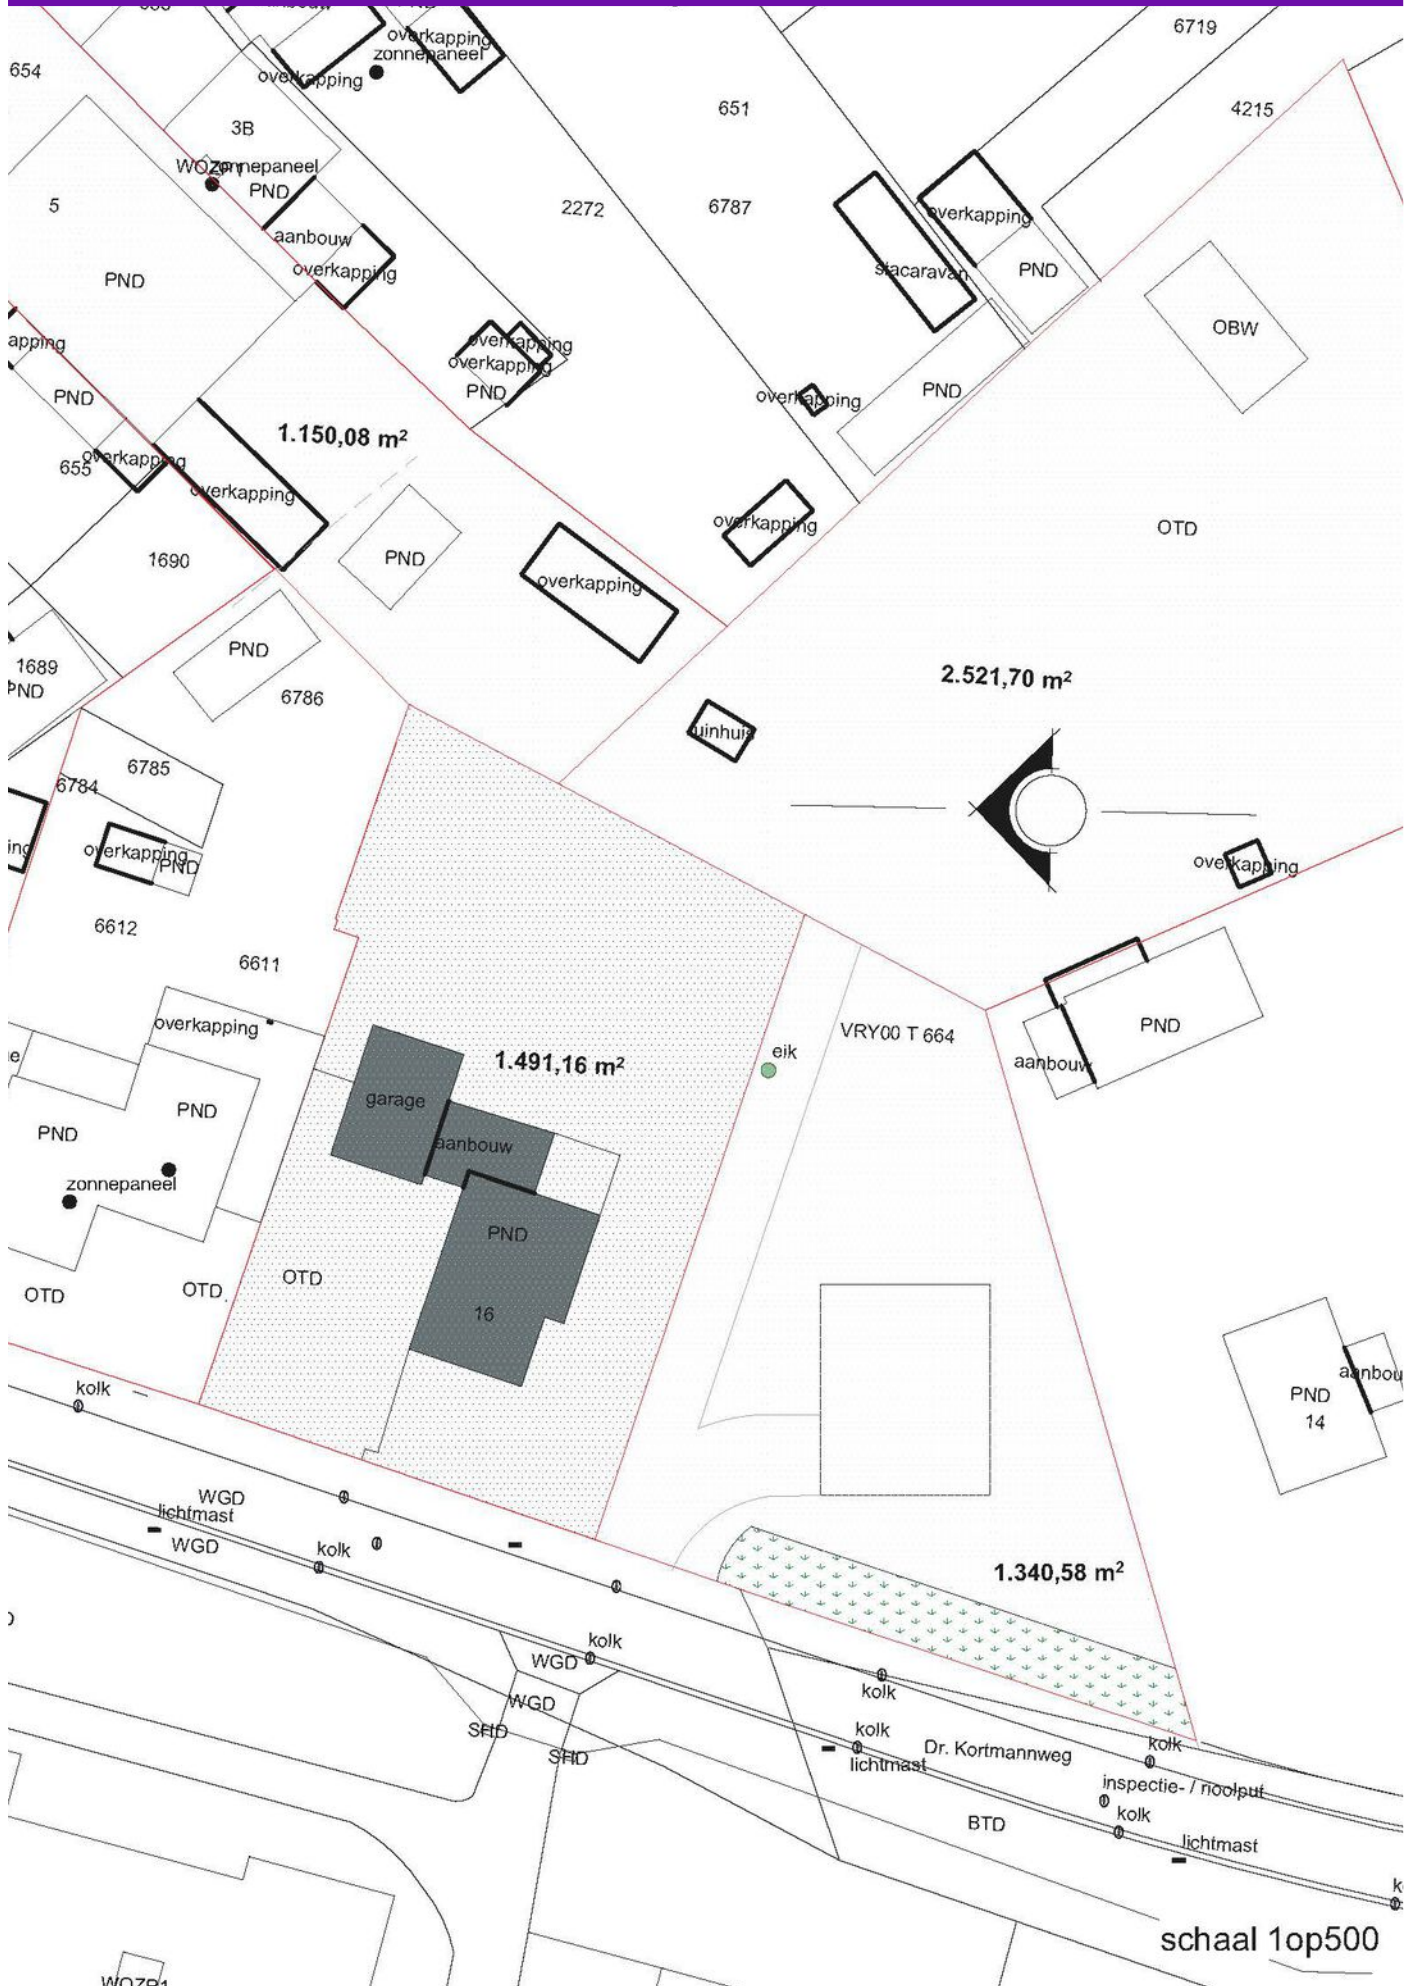 overkapping
zonnepaneel
6719
654
overkapping
651
4215
3B
zonnepaneel
PND
5
2272
6787
overkapping
aanbouw
overkapping
stacaravan
PND
PND
OBW
apping
overkapping
overkapping
PND
PND
PND
overkapping
1.150,08 m²
overkapping
655
overkapping
overkapping
OTD
1690
PND
overkapping
PND
1689
PND
6786
2.521,70 m²
uinhuis
6785
6784
overkapping
PND
overkapping
6612
6611
overkapping
VRY00 T 664
PND
eik
1.491,16 m²
aanbouw
garage
PND
PND
aanbouw
zonnepaneel
PND
OTD
OTD
OTD
16
kolk
aanbou
PND
14
WGD
lichtmast
WGD
kolk
1.340,58 m²
kolk
WGD
kolk
WGD
SHD
SHD
kolk
Dr. Kortmannweg
kolk
lichtmast
inspectie- / rioolput
kolk
BTD
lichtmast
schaal 1op500
WOZP1